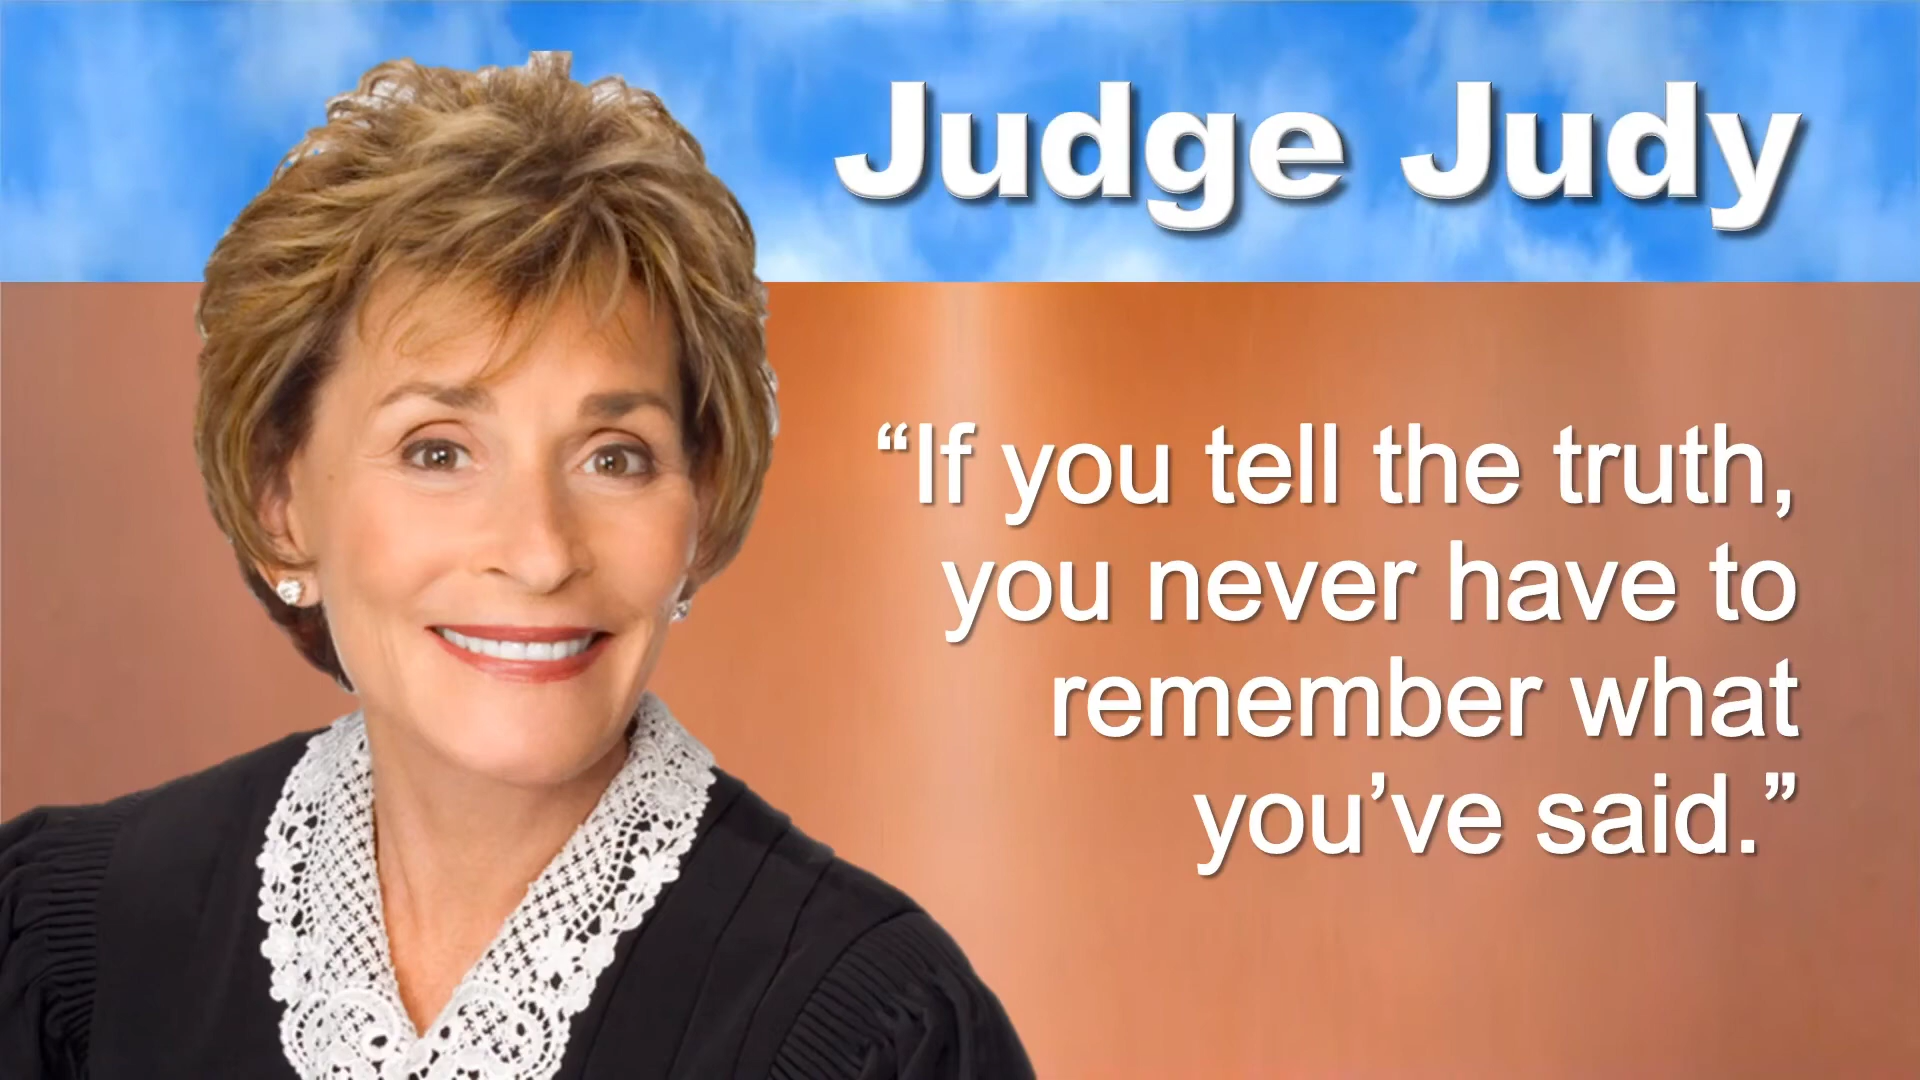 Judge Judy
“If you tell the truth,
you never have to
remember what
you’ve said.”